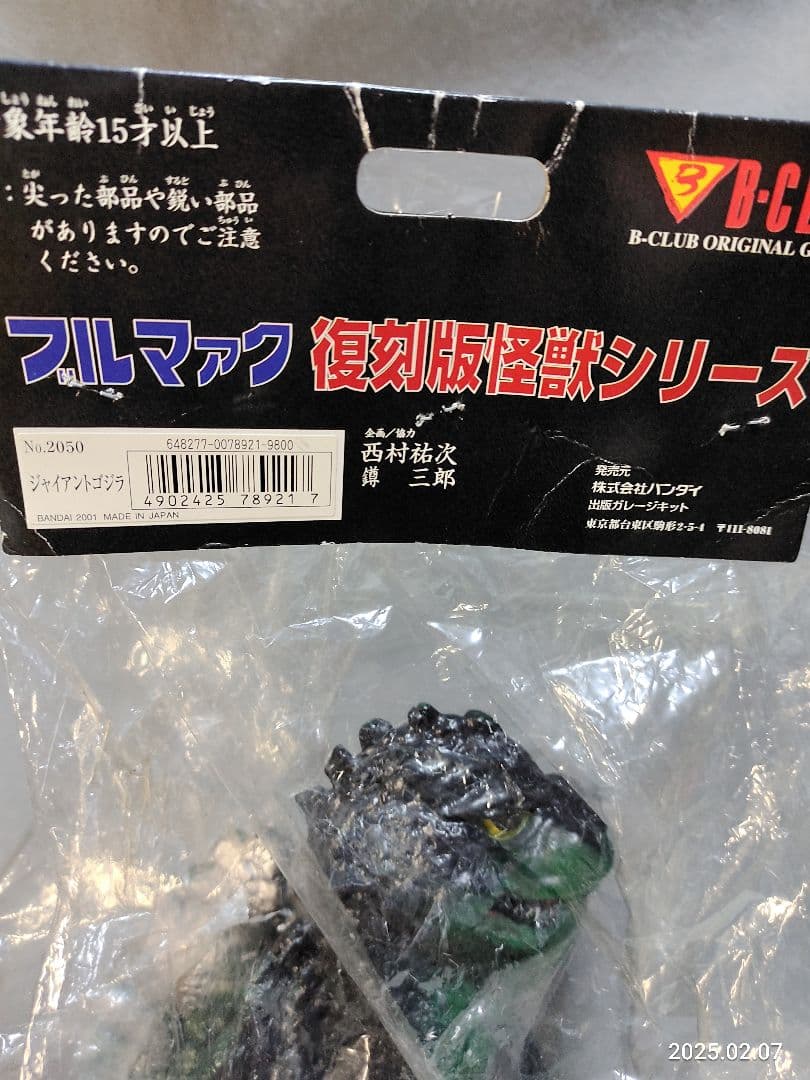 象年齢15才以上
：尖った部品や鋭い部品
がありますのでご注意
ください。
B-CL
B-CLUB ORIGINAL G
ブルマァク 復刻版怪獣シリーズ
No.2050
ジャイアントゴジラ
648277-0078921-9800
4902425 78921 7
BANDAI 2001 MADE IN JAPAN
企画／協力
西村祐次
鐏 三郎
発売元
株式会社バンダイ
出版ガレージキット
東京都台東区駒形2-5-4 〒111-8081
2025.02.07